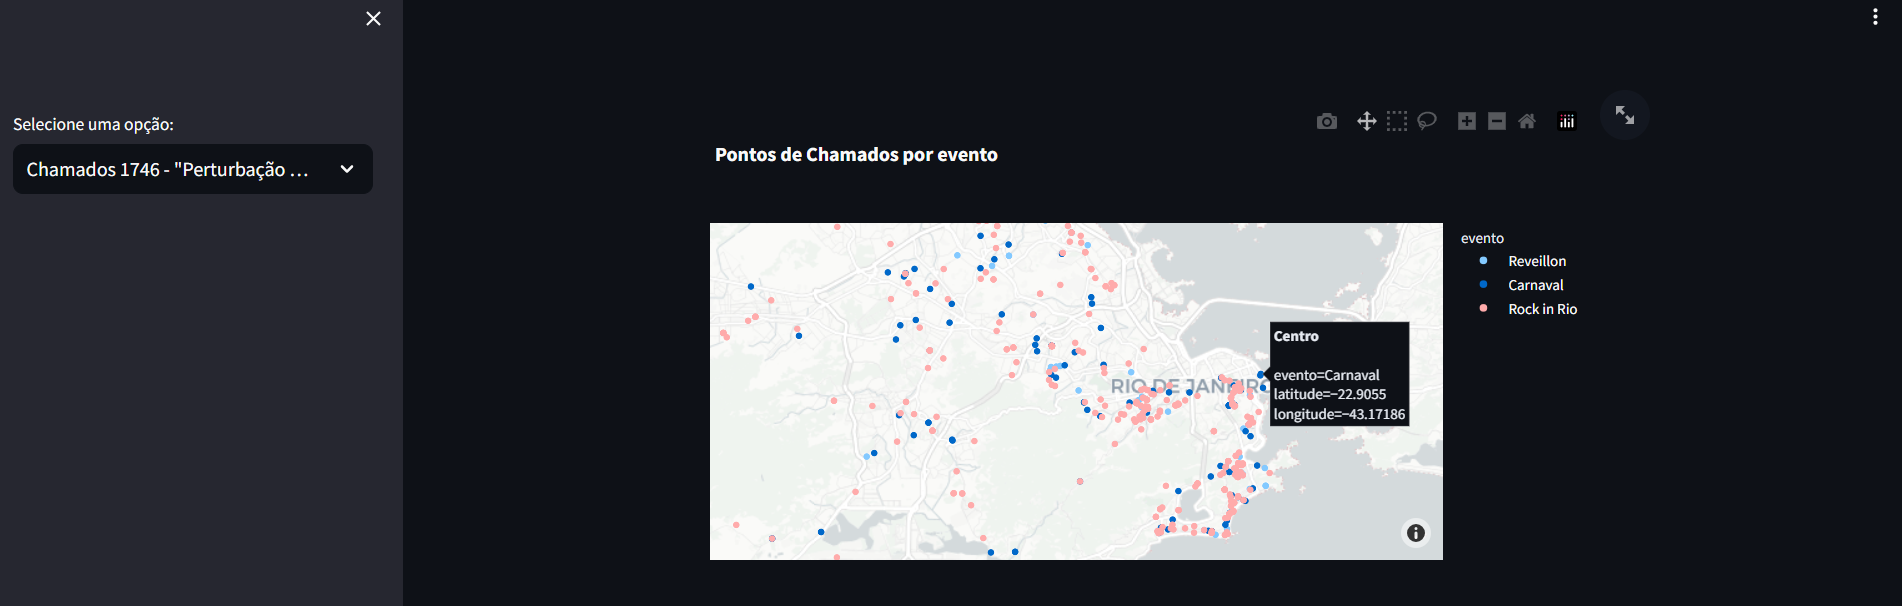 Selecione uma opção:
Chamados 1746 - "Perturbação ...
Pontos de Chamados por evento
RIO DE JANEIRO
Centro
evento=Carnaval
latitude=−22.9055
longitude=−43.17186
evento
Reveillon
Carnaval
Rock in Rio